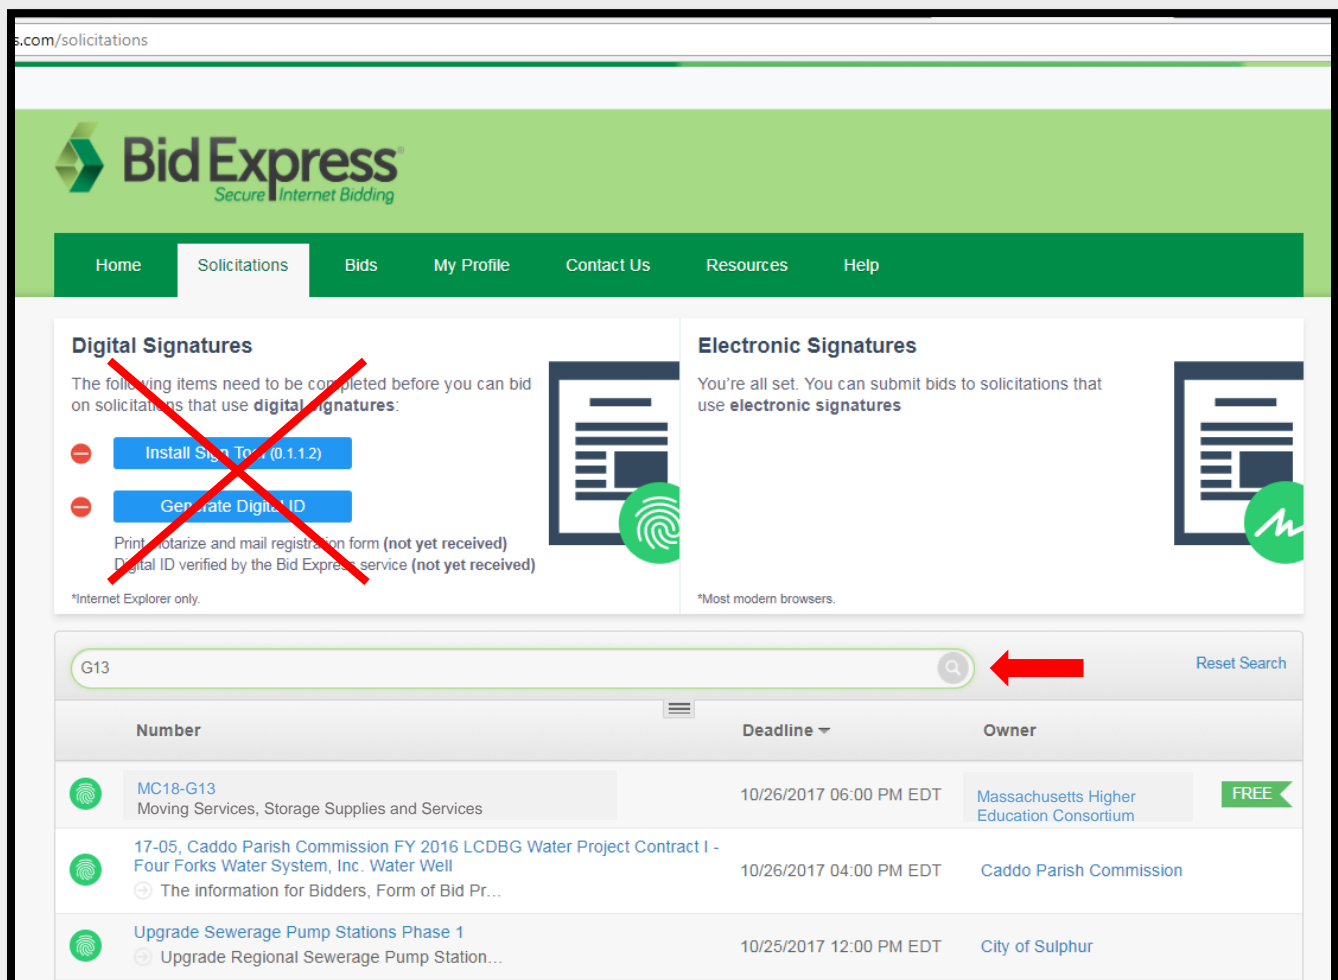 s.com/solicitations
Bid Express®
Secure Internet Bidding
Home Solicitations Bids My Profile Contact Us Resources Help
Digital Signatures
The following items need to be completed before you can bid
on solicitations that use digital signatures:
Install Sign Tool (0.1.1.2)
Generate Digital ID
Print, notarize and mail registration form (not yet received)
Digital ID verified by the Bid Express service (not yet received)
*Internet Explorer only.
Electronic Signatures
You're all set. You can submit bids to solicitations that
use electronic signatures
*Most modern browsers.
G13
Reset Search
Number Deadline Owner
MC18-G13
Moving Services, Storage Supplies and Services
10/26/2017 06:00 PM EDT
Massachusetts Higher
Education Consortium
FREE
17-05, Caddo Parish Commission FY 2016 LCDBG Water Project Contract I -
Four Forks Water System, Inc. Water Well
The information for Bidders, Form of Bid Pr...
10/26/2017 04:00 PM EDT
Caddo Parish Commission
Upgrade Sewerage Pump Stations Phase 1
Upgrade Regional Sewerage Pump Station...
10/25/2017 12:00 PM EDT
City of Sulphur